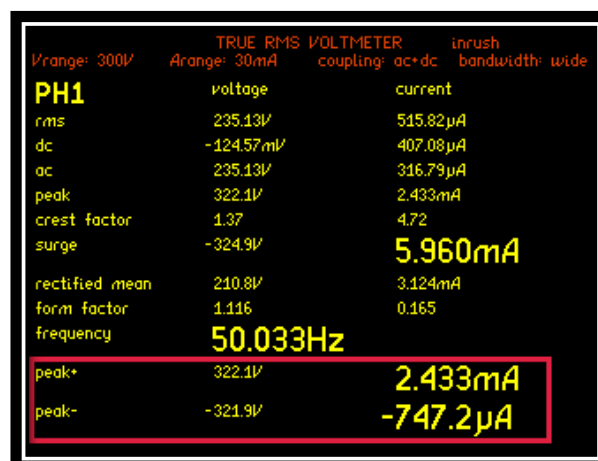 TRUE RMS VOLTMETER inrush
Vrange: 300V Arange: 30mA coupling: ac+dc bandwidth: wide
PH1 voltage current
rms 235.13V 515.82µA
dc -124.57mV 407.08µA
ac 235.13V 316.79µA
peak 322.1V 2.433mA
crest factor 1.37 4.72
surge -324.9V 5.960mA
rectified mean 210.8V 3.124mA
form factor 1.116 0.165
frequency 50.033Hz
peak+ 322.1V 2.433mA
peak- -321.9V -747.2µA